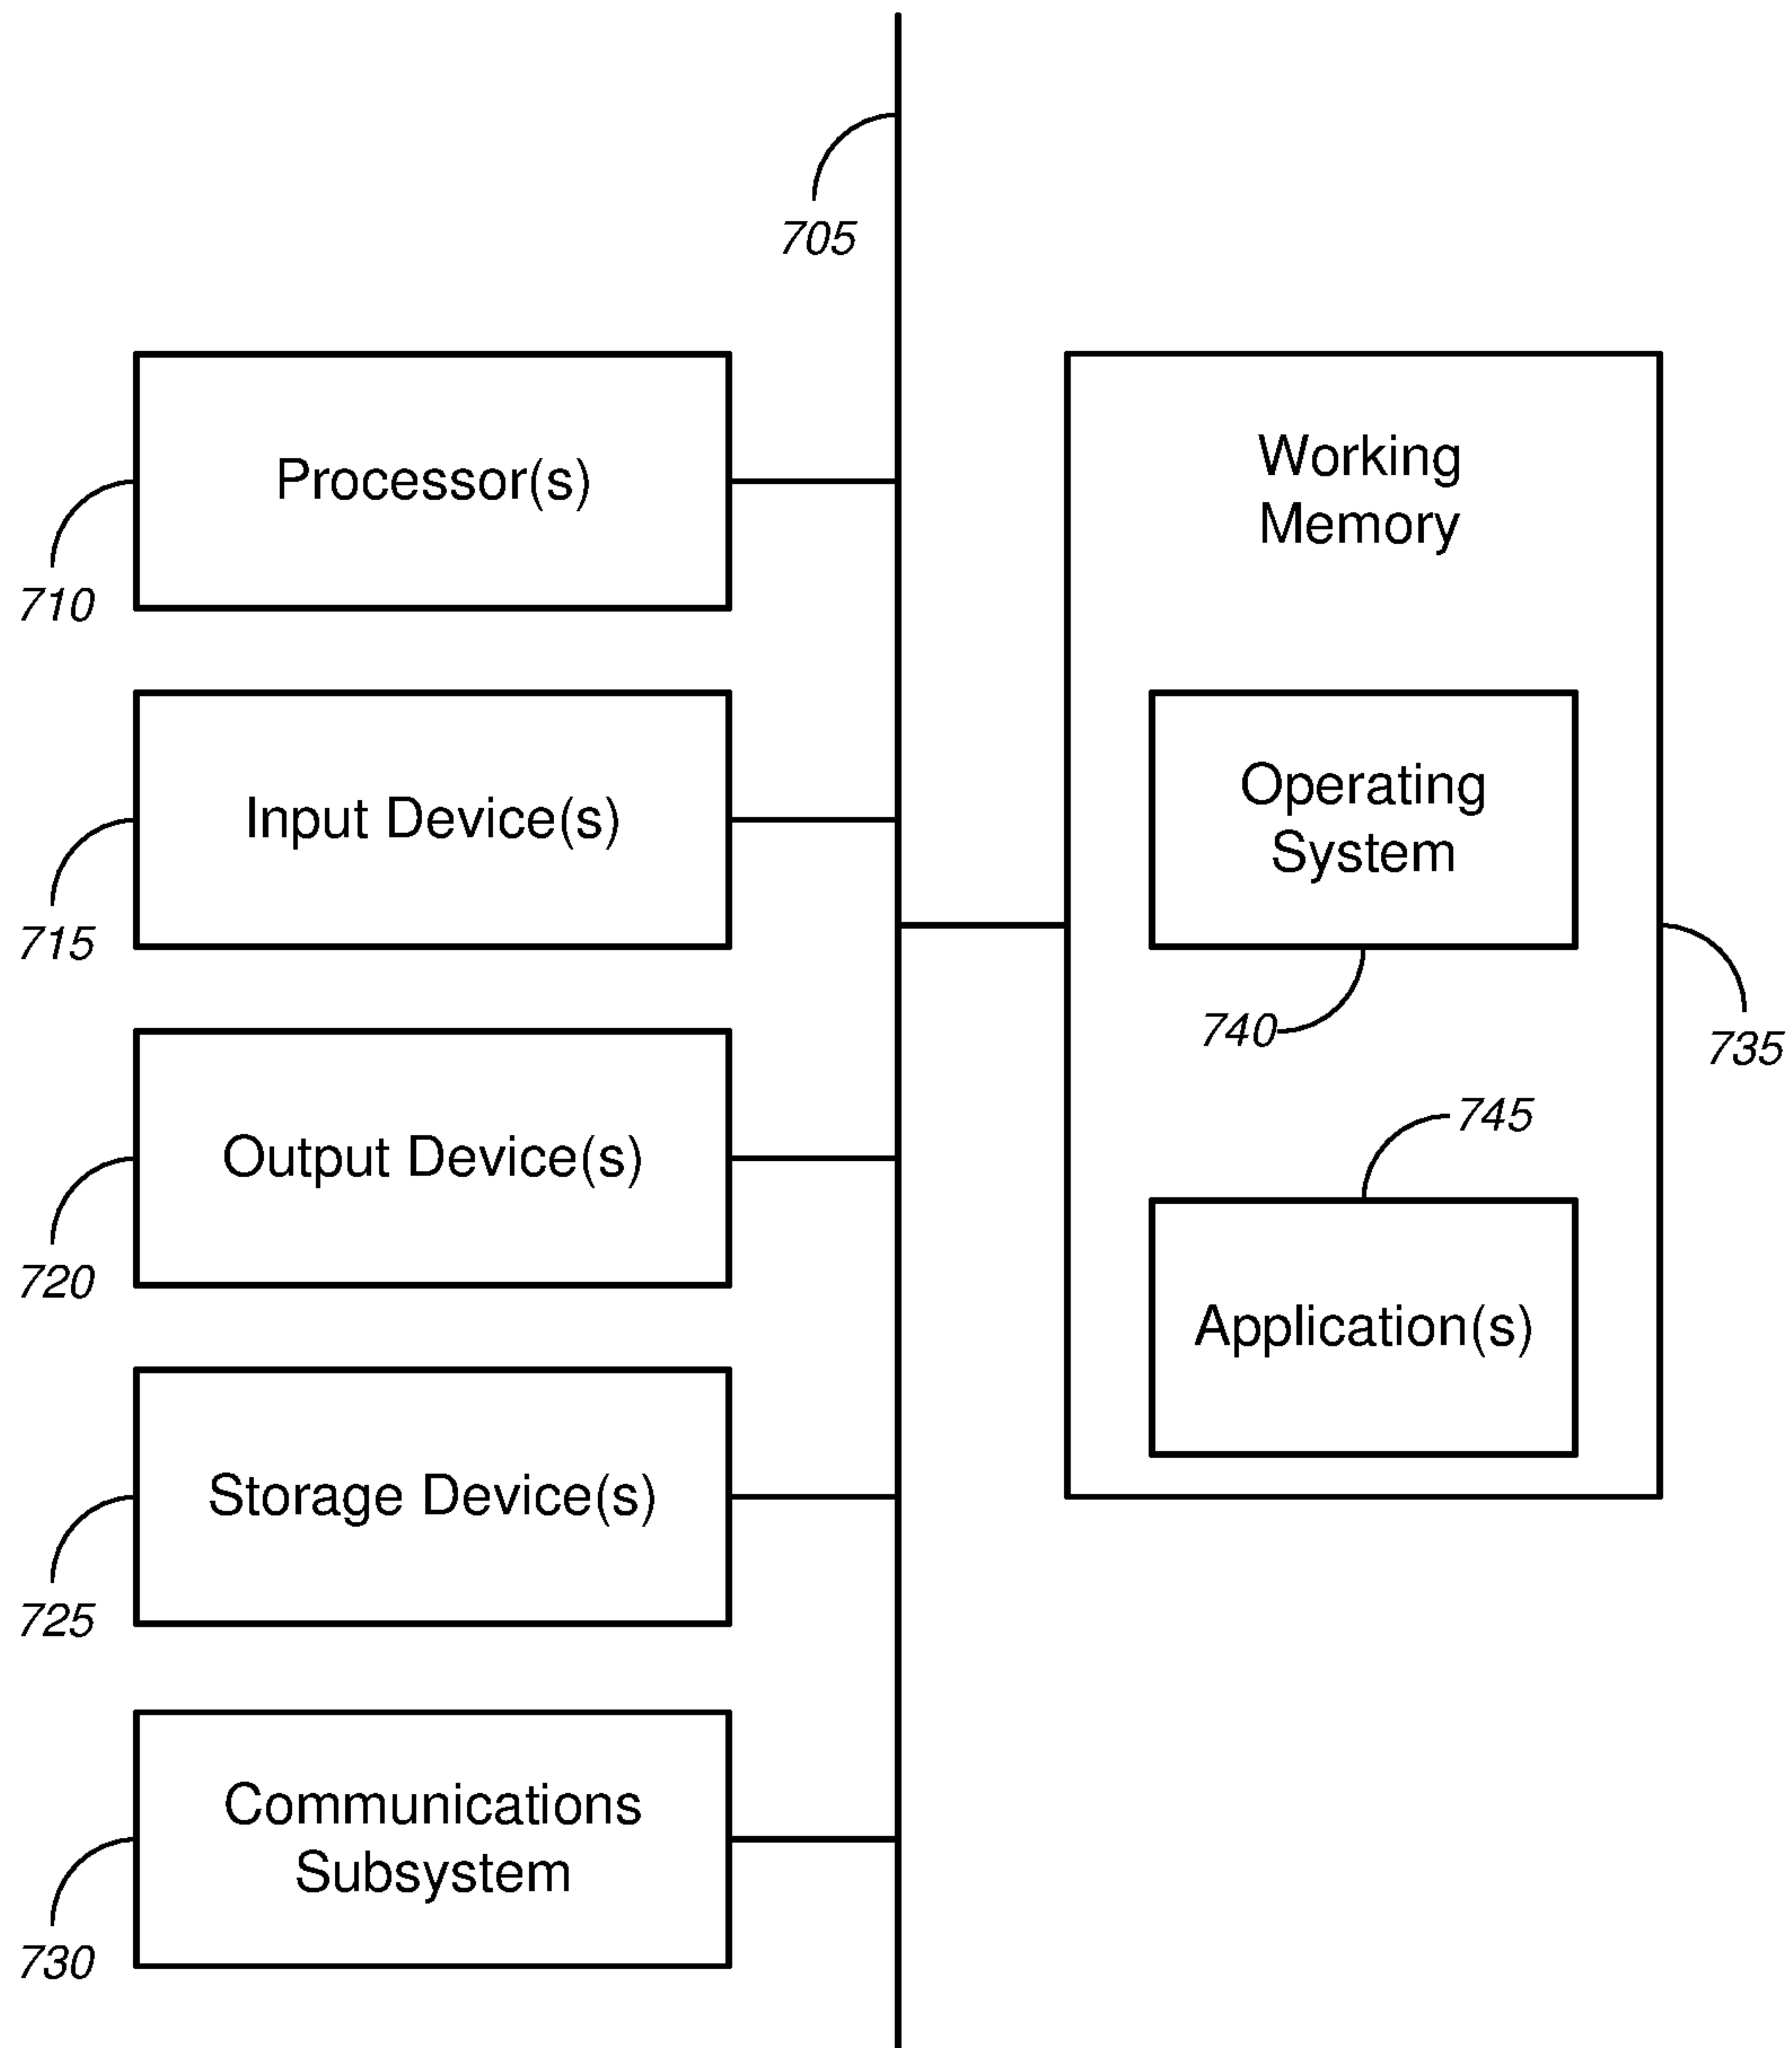 705
Processor(s)
710
Input Device(s)
715
Output Device(s)
720
Storage Device(s)
725
Communications
Subsystem
730
Working
Memory
Operating
System
740
735
745
Application(s)